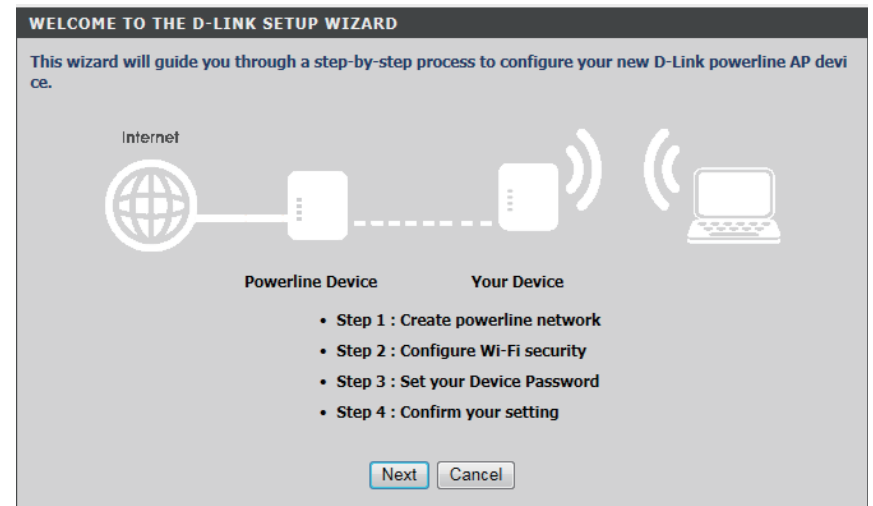 WELCOME TO THE D-LINK SETUP WIZARD
This wizard will guide you through a step-by-step process to configure your new D-Link powerline AP devi
ce.
Internet
Powerline Device
Your Device
• Step 1 : Create powerline network
• Step 2 : Configure Wi-Fi security
• Step 3 : Set your Device Password
• Step 4 : Confirm your setting
Next
Cancel